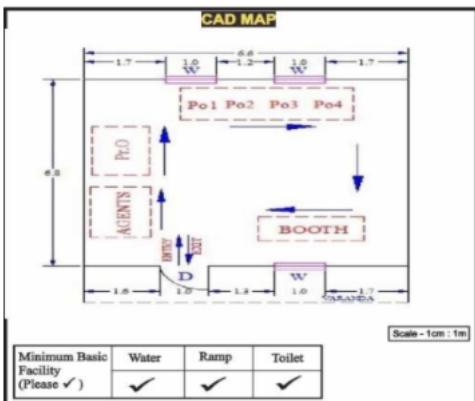 CAD MAP
6.6
1.7 1.0 1.2 1.0 1.7
W W
Po1 Po2 Po3 Po4
6.8
Pr.O
AGENTS
ENTRY
EXIT
BOOTH
D W
1.6 1.0 1.3 1.0 1.7
VARANDA
Scale - 1cm : 1m
Minimum Basic Facility (Please ✓) Water Ramp Toilet
✓ ✓ ✓